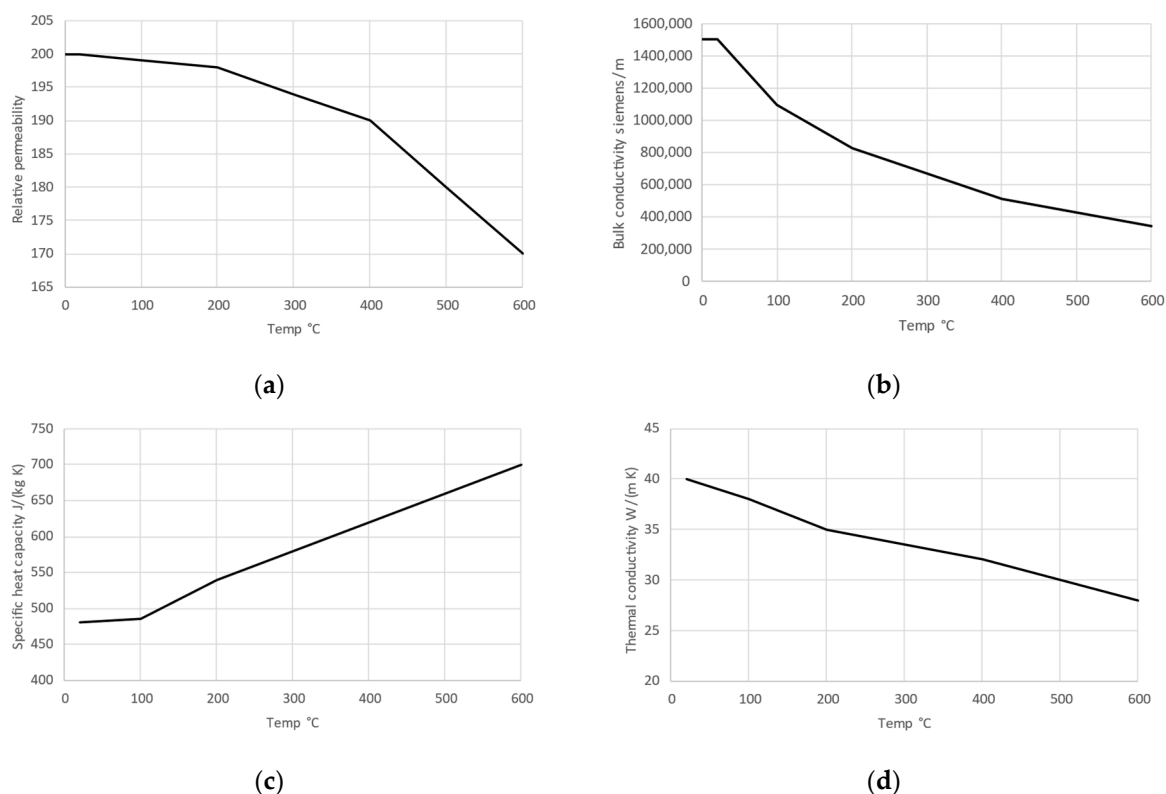 Relative permeability
205
200
195
190
185
180
175
170
165
0 100 200 300 400 500 600
Temp °C
(a)
Bulk conductivity siemens/m
1600,000
1400,000
1200,000
1000,000
800,000
600,000
400,000
200,000
0
0 100 200 300 400 500 600
Temp °C
(b)
Specific heat capacity J/(kg K)
750
700
650
600
550
500
450
400
0 100 200 300 400 500 600
Temp °C
(c)
Thermal conductivity W/(m K)
45
40
35
30
25
20
0 100 200 300 400 500 600
Temp °C
(d)